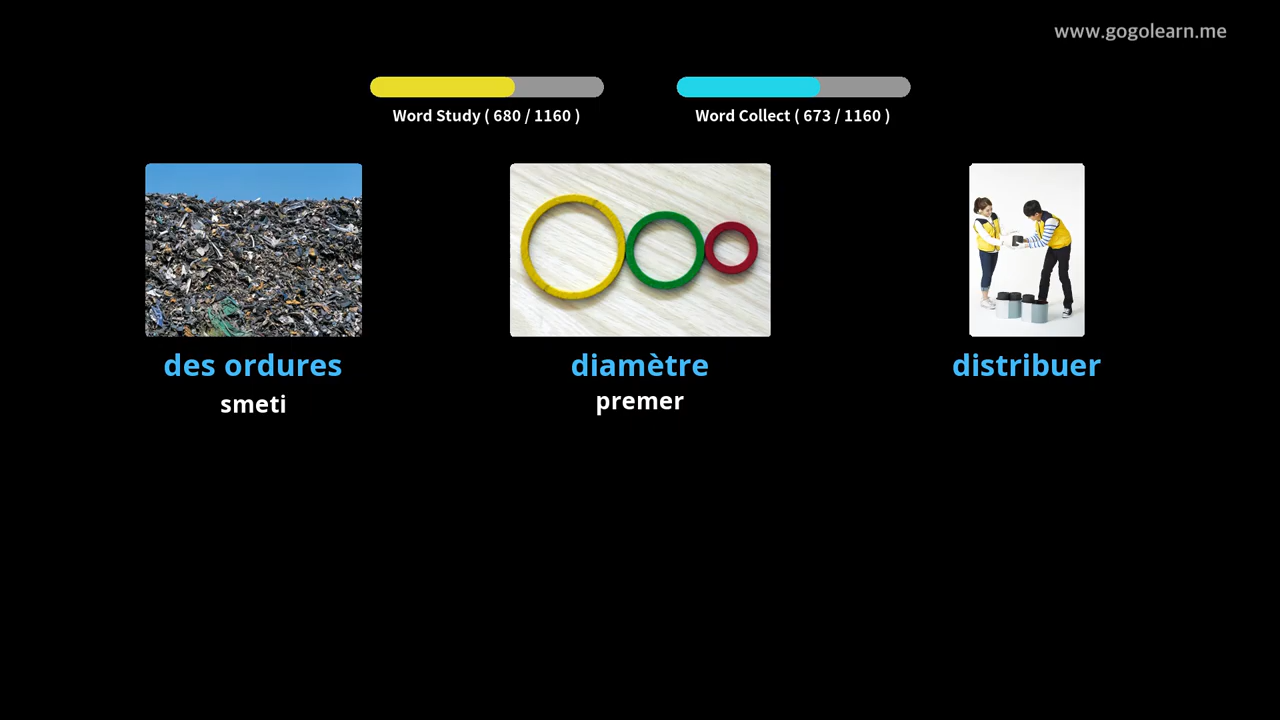 www.gogolearn.me
Word Study ( 680 / 1160 )
Word Collect ( 673 / 1160 )
des ordures
diamètre
distribuer
smeti
premer